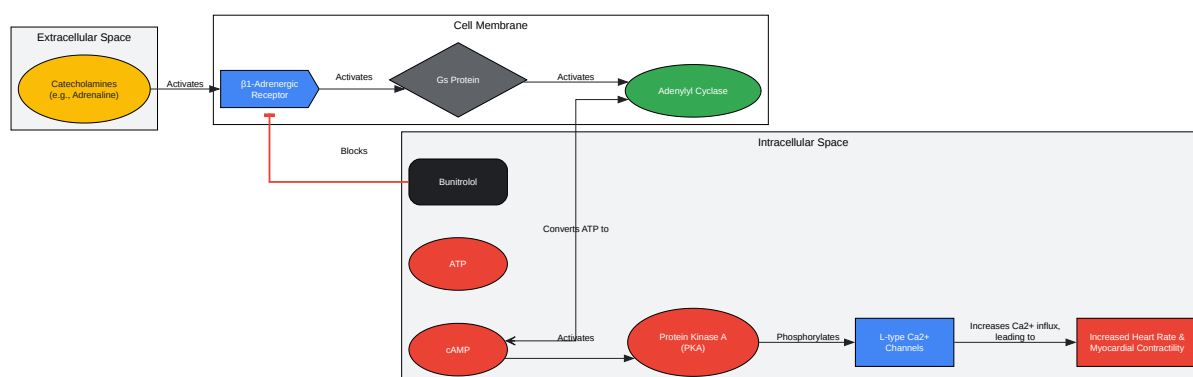 Extracellular Space
Catecholamines
(e.g., Adrenaline)
Activates
Cell Membrane
β1-Adrenergic
Receptor
Activates
Gs Protein
Activates
Adenylyl Cyclase
Blocks
Intracellular Space
Bunitrolol
Converts ATP to
ATP
cAMP
Activates
Protein Kinase A
(PKA)
Phosphorylates
L-type Ca2+
Channels
Increases Ca2+ influx,
leading to
Increased Heart Rate &
Myocardial Contractility